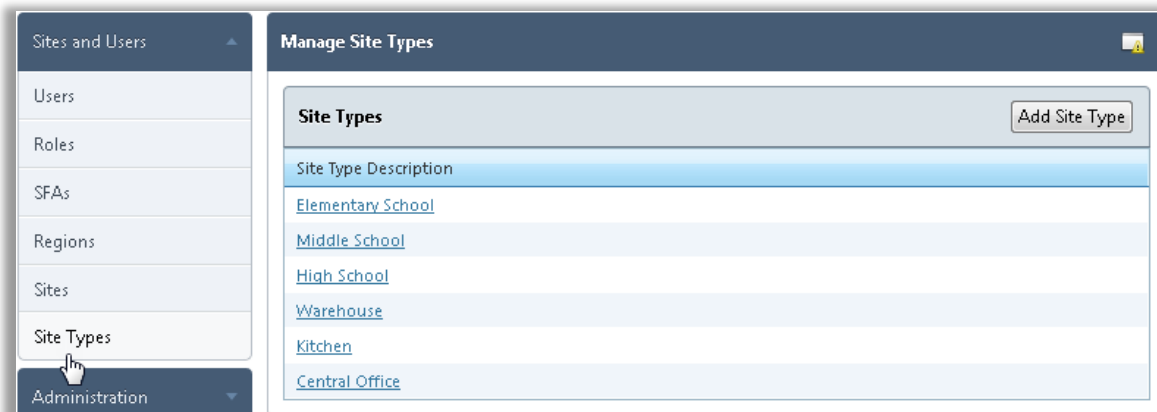 Sites and Users
Users
Roles
SFAs
Regions
Sites
Site Types
Administration
Manage Site Types
Site Types
Add Site Type
Site Type Description
Elementary School
Middle School
High School
Warehouse
Kitchen
Central Office